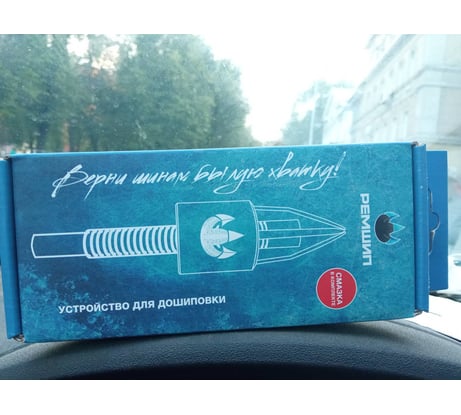 Верни шинам былую хватку!
РЕМШИП
СМАЗКА
В КОМПЛЕКТЕ
УСТРОЙСТВО ДЛЯ ДОШИПОВКИ